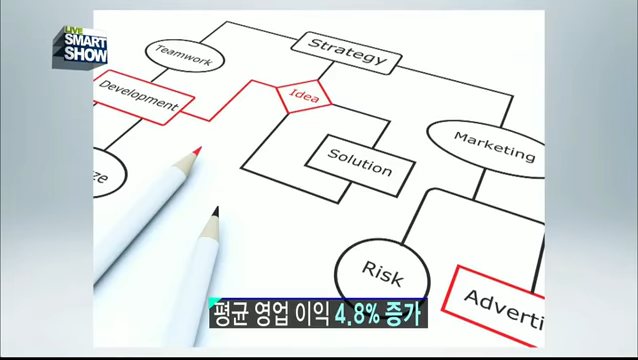 LIVE
SMART
SHOW
Teamwork
Strategy
Development
Idea
Marketing
Solution
Risk
평균 영업 이익 4.8% 증가